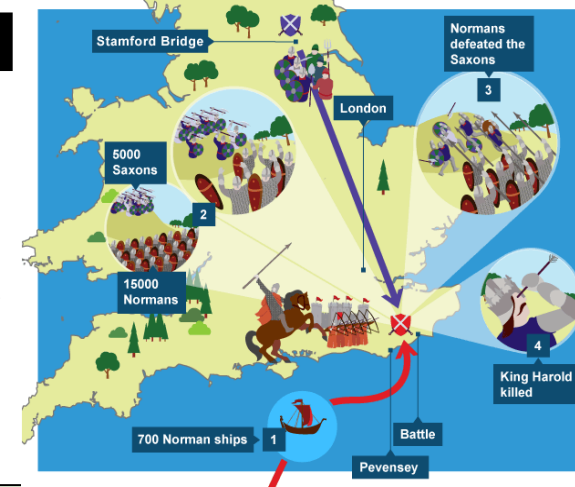 Stamford Bridge
Normans
defeated the
Saxons
3
London
5000
Saxons
2
15000
Normans
4
King Harold
killed
700 Norman ships
1
Battle
Pevensey